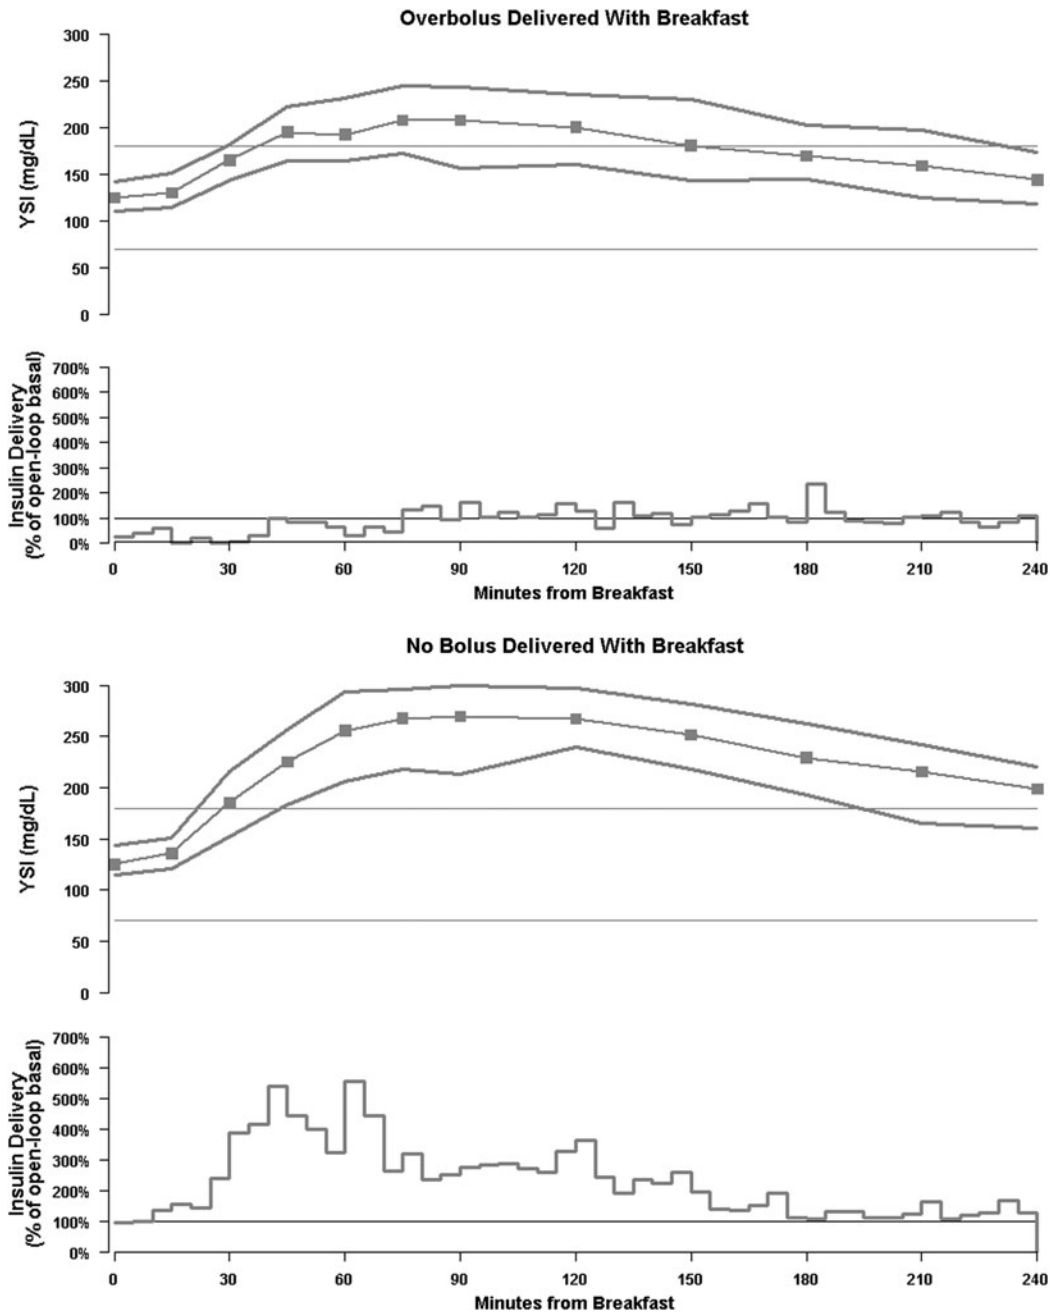 Overbolus Delivered With Breakfast
300
250
200
150
100
50
0
YSI (mg/dL)
700%
600%
500%
400%
300%
200%
100%
0%
Insulin Delivery
(% of open-loop basal)
0 30 60 90 120 150 180 210 240
Minutes from Breakfast
No Bolus Delivered With Breakfast
300
250
200
150
100
50
0
YSI (mg/dL)
700%
600%
500%
400%
300%
200%
100%
0%
Insulin Delivery
(% of open-loop basal)
0 30 60 90 120 150 180 210 240
Minutes from Breakfast